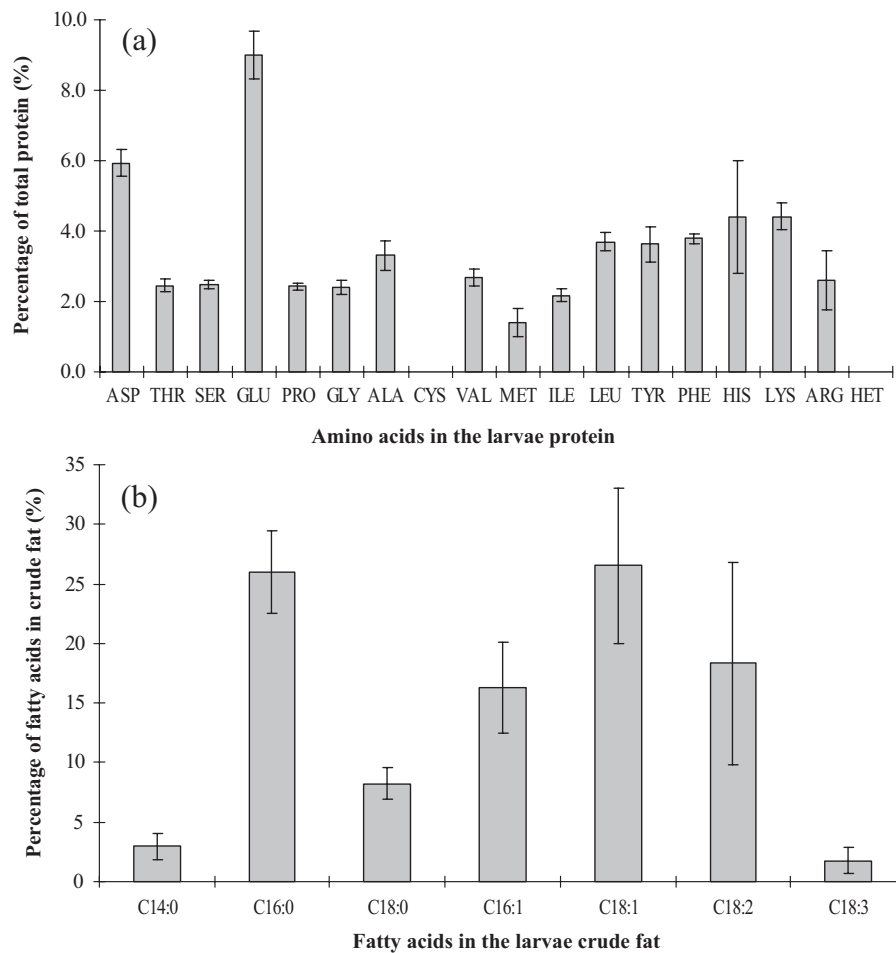 (a)
Percentage of total protein (%)
10.0
8.0
6.0
4.0
2.0
0.0
ASP THR SER GLU PRO GLY ALA CYS VAL MET ILE LEU TYR PHE HIS LYS ARG HET
Amino acids in the larvae protein
(b)
Percentage of fatty acids in crude fat (%)
35
30
25
20
15
10
5
0
C14:0 C16:0 C18:0 C16:1 C18:1 C18:2 C18:3
Fatty acids in the larvae crude fat